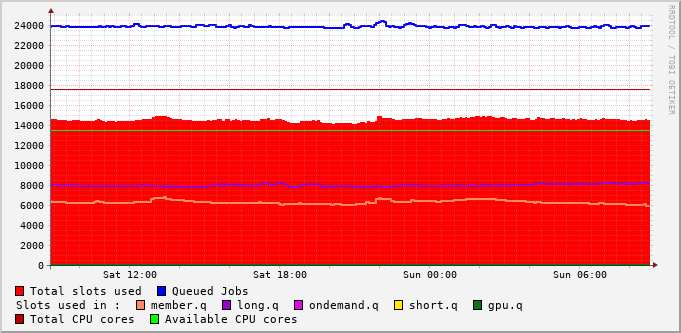 24000
22000
20000
18000
16000
14000
12000
10000
8000
6000
4000
2000
0
Sat 12:00 Sat 18:00 Sun 00:00 Sun 06:00
Total slots used Queued Jobs
Slots used in : member.q long.q ondemand.q short.q gpu.q
Total CPU cores Available CPU cores
RRDTOOL / TOBI OETIKER